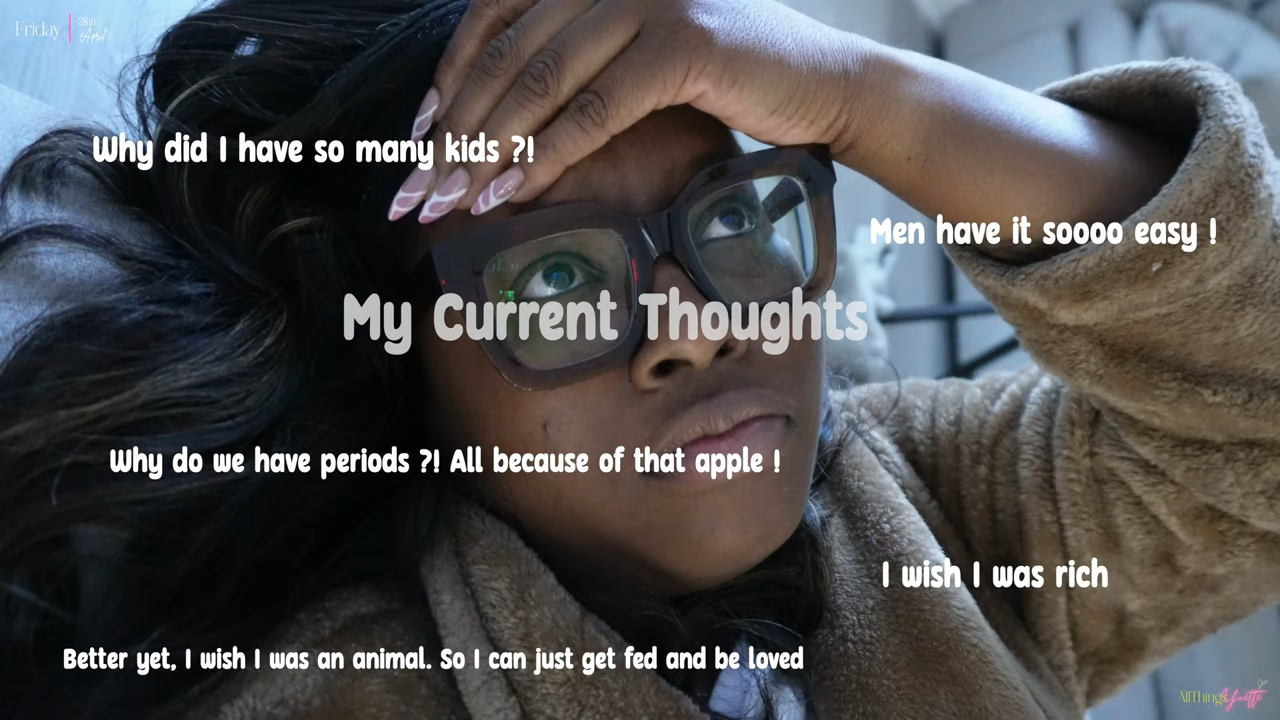 Friday
28th
April
Why did I have so many kids ?!
Men have it soooo easy !
My Current Thoughts
Why do we have periods ?! All because of that apple !
I wish I was rich
Better yet, I wish I was an animal. So I can just get fed and be loved
AllThingsYvette